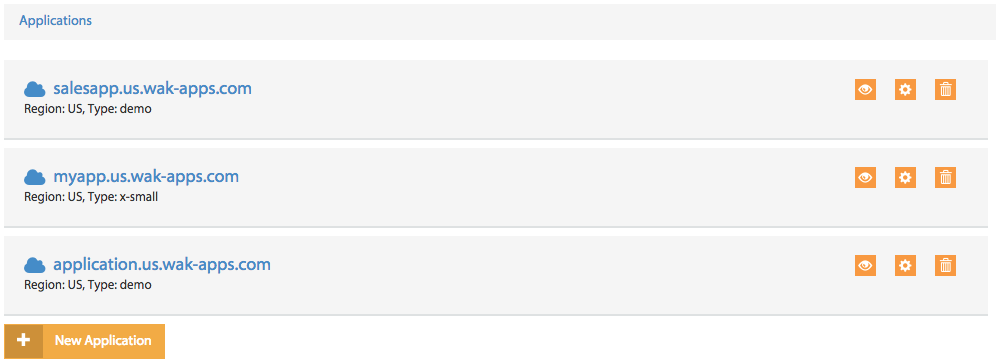 Applications
salesapp.us.wak-apps.com
Region: US, Type: demo
myapp.us.wak-apps.com
Region: US, Type: x-small
application.us.wak-apps.com
Region: US, Type: demo
New Application